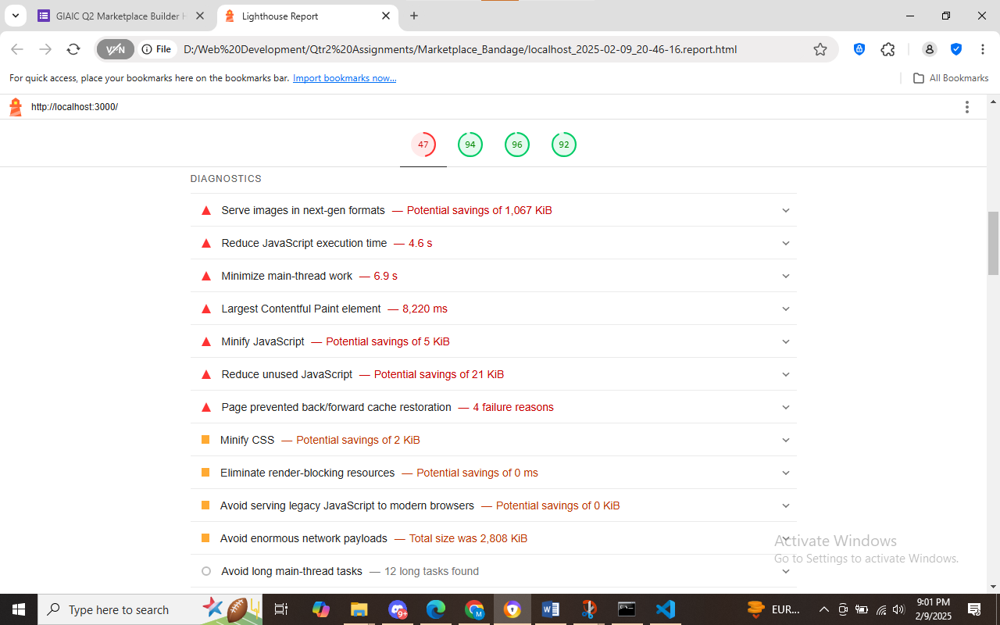 GIAIC Q2 Marketplace Builder H
Lighthouse Report
VPN
File
D:/Web%20Development/Qtr2%20Assignments/Marketplace_Bandage/localhost_2025-02-09_20-46-16.report.html
For quick access, place your bookmarks here on the bookmarks bar. Import bookmarks now...
All Bookmarks
http://localhost:3000/
47 94 96 92
DIAGNOSTICS
Serve images in next-gen formats — Potential savings of 1,067 KiB
Reduce JavaScript execution time — 4.6 s
Minimize main-thread work — 6.9 s
Largest Contentful Paint element — 8,220 ms
Minify JavaScript — Potential savings of 5 KiB
Reduce unused JavaScript — Potential savings of 21 KiB
Page prevented back/forward cache restoration — 4 failure reasons
Minify CSS — Potential savings of 2 KiB
Eliminate render-blocking resources — Potential savings of 0 ms
Avoid serving legacy JavaScript to modern browsers — Potential savings of 0 KiB
Avoid enormous network payloads — Total size was 2,808 KiB
Avoid long main-thread tasks — 12 long tasks found
Activate Windows
Go to Settings to activate Windows.
Type here to search
9+
M
W
EUR...
9:01 PM
2/9/2025